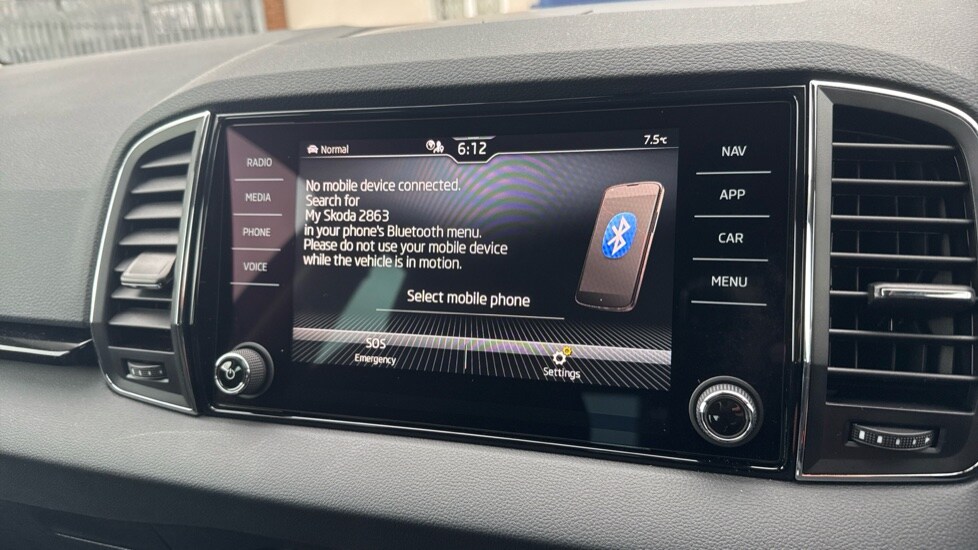 Normal
6:12
7.5°C
RADIO
MEDIA
PHONE
VOICE
No mobile device connected.
Search for
My Skoda 2863
in your phone's Bluetooth menu.
Please do not use your mobile device
while the vehicle is in motion.
Select mobile phone
SOS
Emergency
Settings
NAV
APP
CAR
MENU